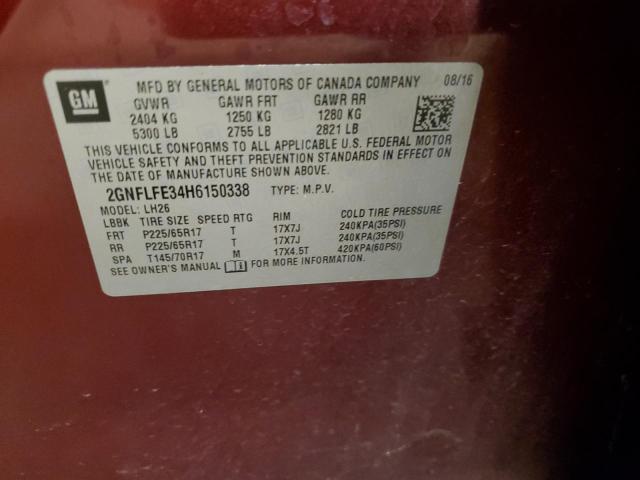 GM
MFD BY GENERAL MOTORS OF CANADA COMPANY 08/16
GVWR GAWR FRT GAWR RR
2404 KG 1250 KG 1280 KG
5300 LB 2755 LB 2821 LB
THIS VEHICLE CONFORMS TO ALL APPLICABLE U.S. FEDERAL MOTOR
VEHICLE SAFETY AND THEFT PREVENTION STANDARDS IN EFFECT ON
THE DATE OF MANUFACTURE SHOWN ABOVE.
2GNFLFE34H6150338 TYPE: M.P.V.
MODEL: LH26
LBBK TIRE SIZE SPEED RTG RIM COLD TIRE PRESSURE
FRT P225/65R17 T 17X7J 240KPA(35PSI)
RR P225/65R17 T 17X7J 240KPA(35PSI)
SPA T145/70R17 M 17X4.5T 420KPA(60PSI)
SEE OWNER'S MANUAL FOR MORE INFORMATION.